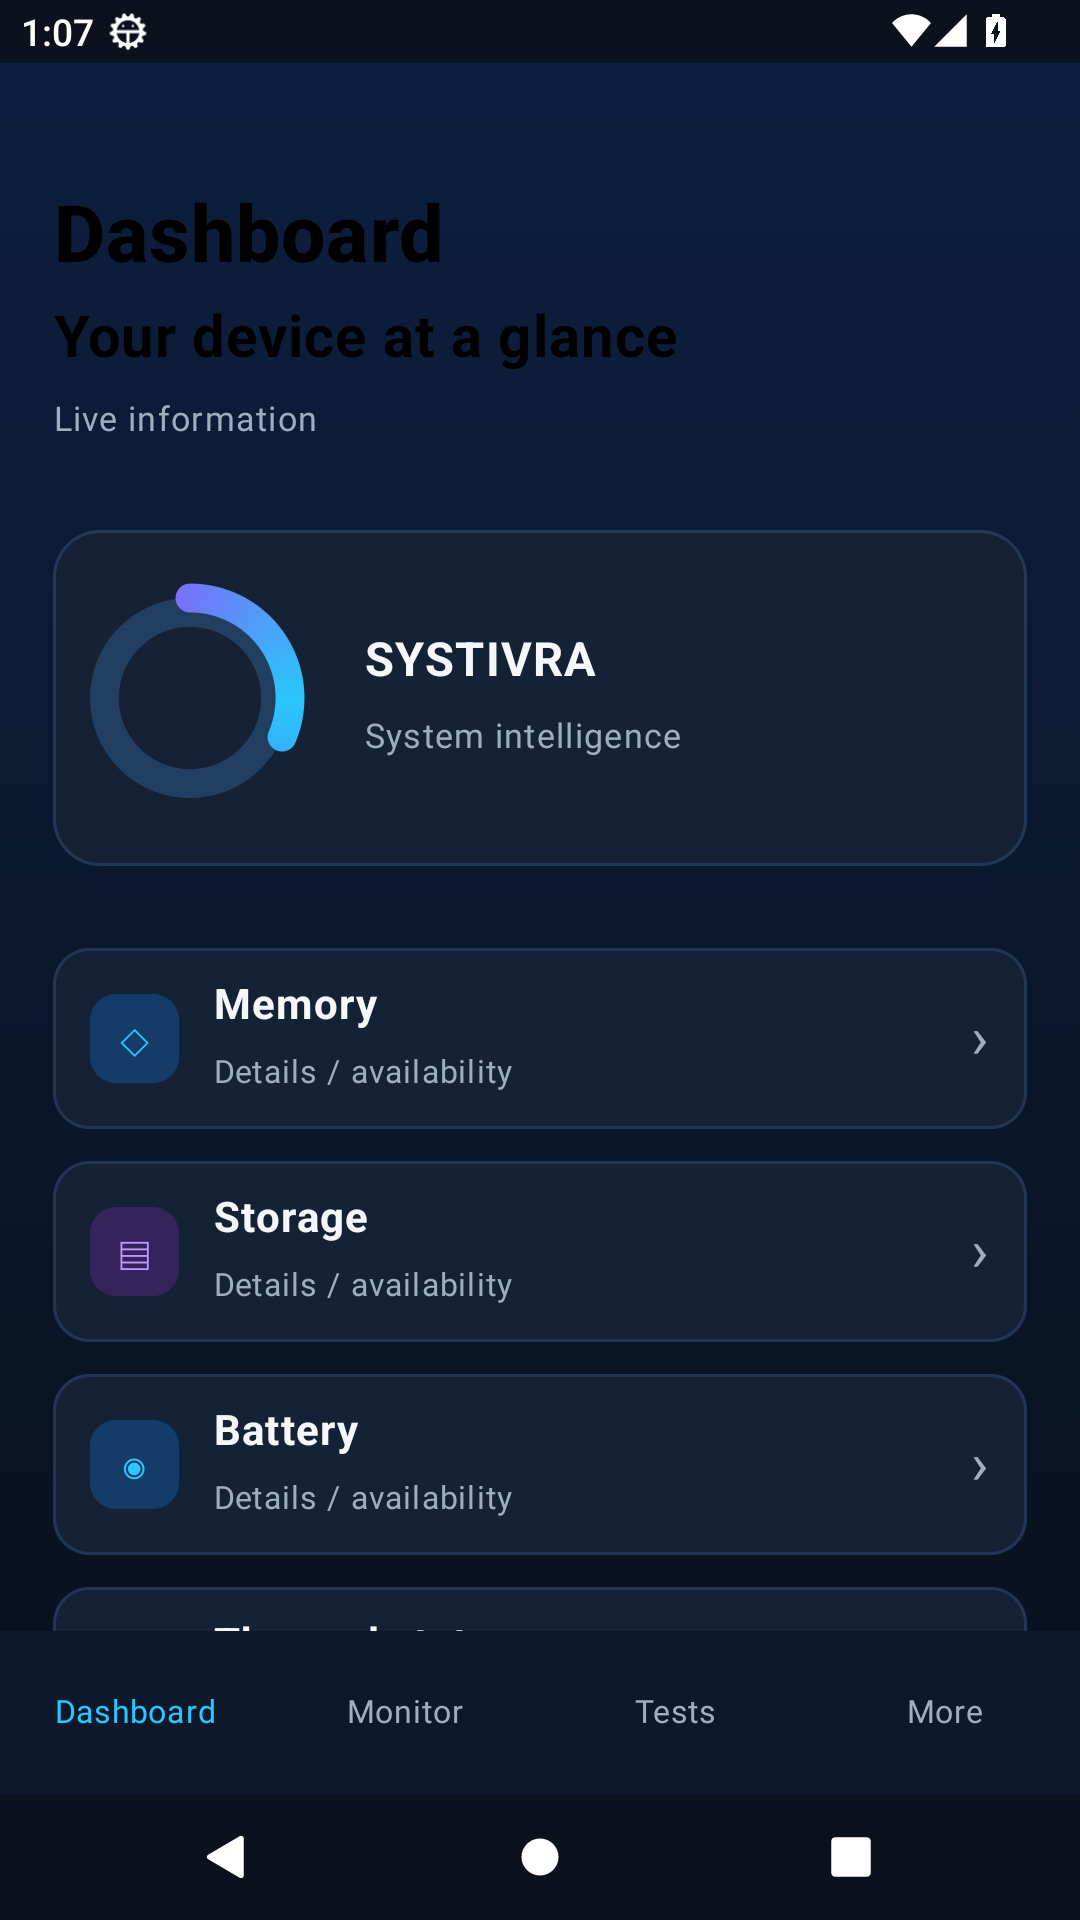 1:07
Dashboard
Your device at a glance
Live information
SYSTIVRA
System intelligence
Memory
Details / availability
Storage
Details / availability
Battery
Details / availability
Dashboard
Monitor
Tests
More